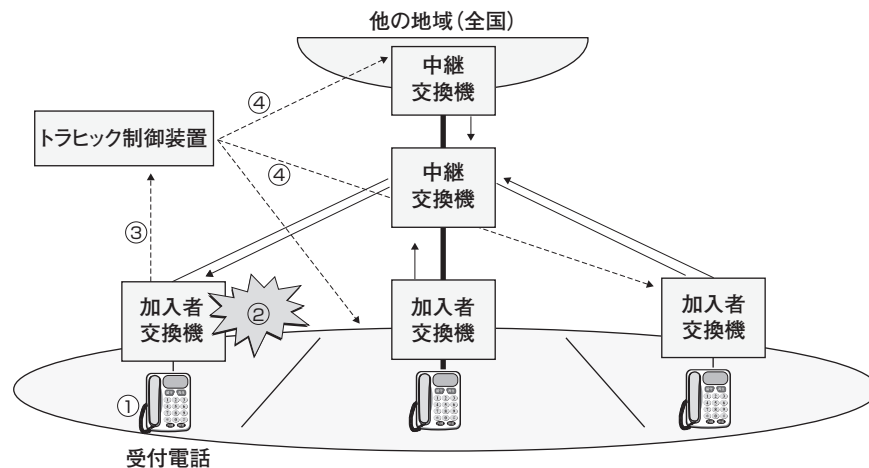 他の地域（全国）
中継
交換機
④
トラヒック制御装置
④
中継
交換機
③
加入者
交換機
②
加入者
交換機
加入者
交換機
①
受付電話